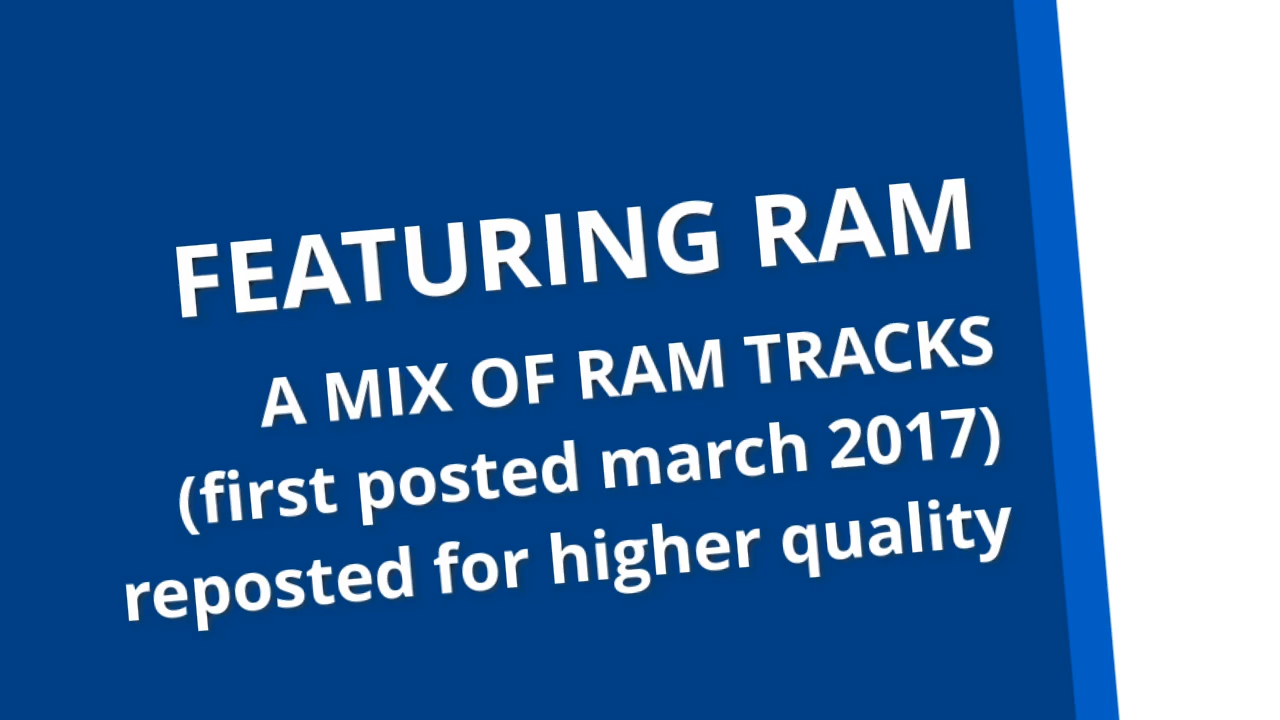 FEATURING RAM
A MIX OF RAM TRACKS
(first posted march 2017)
reposted for higher quality